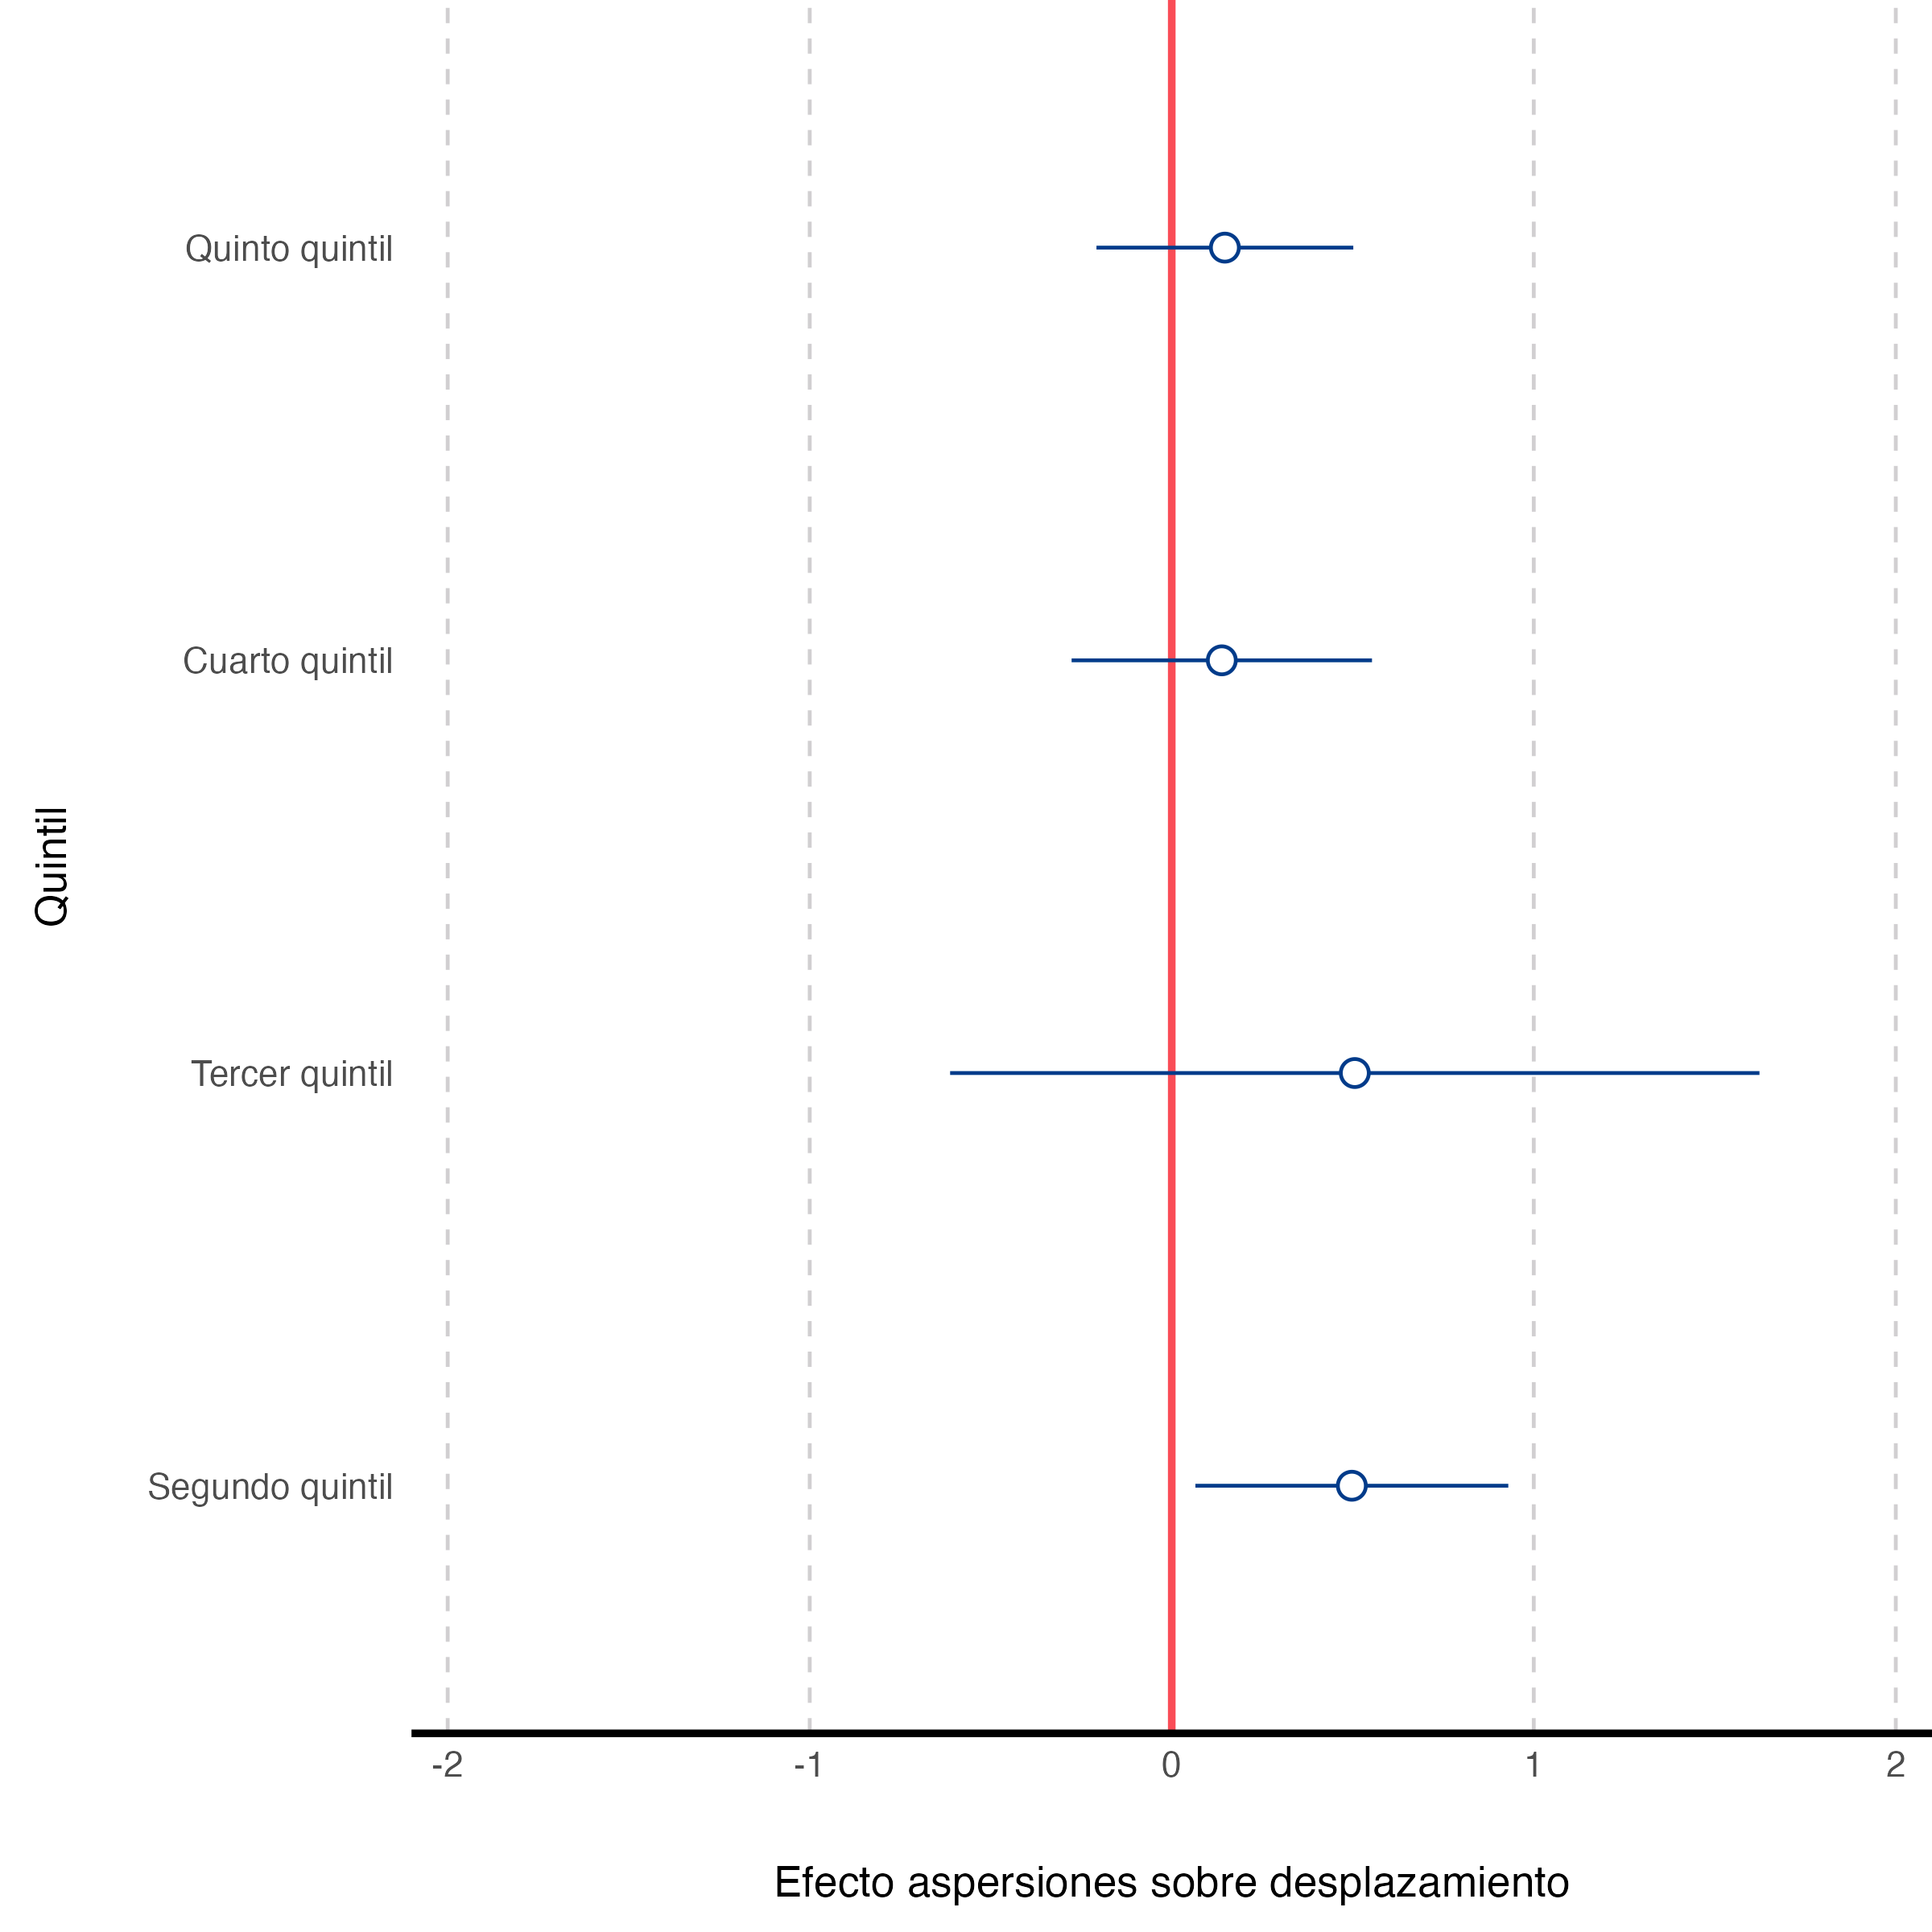 Quinto quintil
Cuarto quintil
Quintil
Tercer quintil
Segundo quintil
-2 -1 0 1 2
Efecto aspersiones sobre desplazamiento